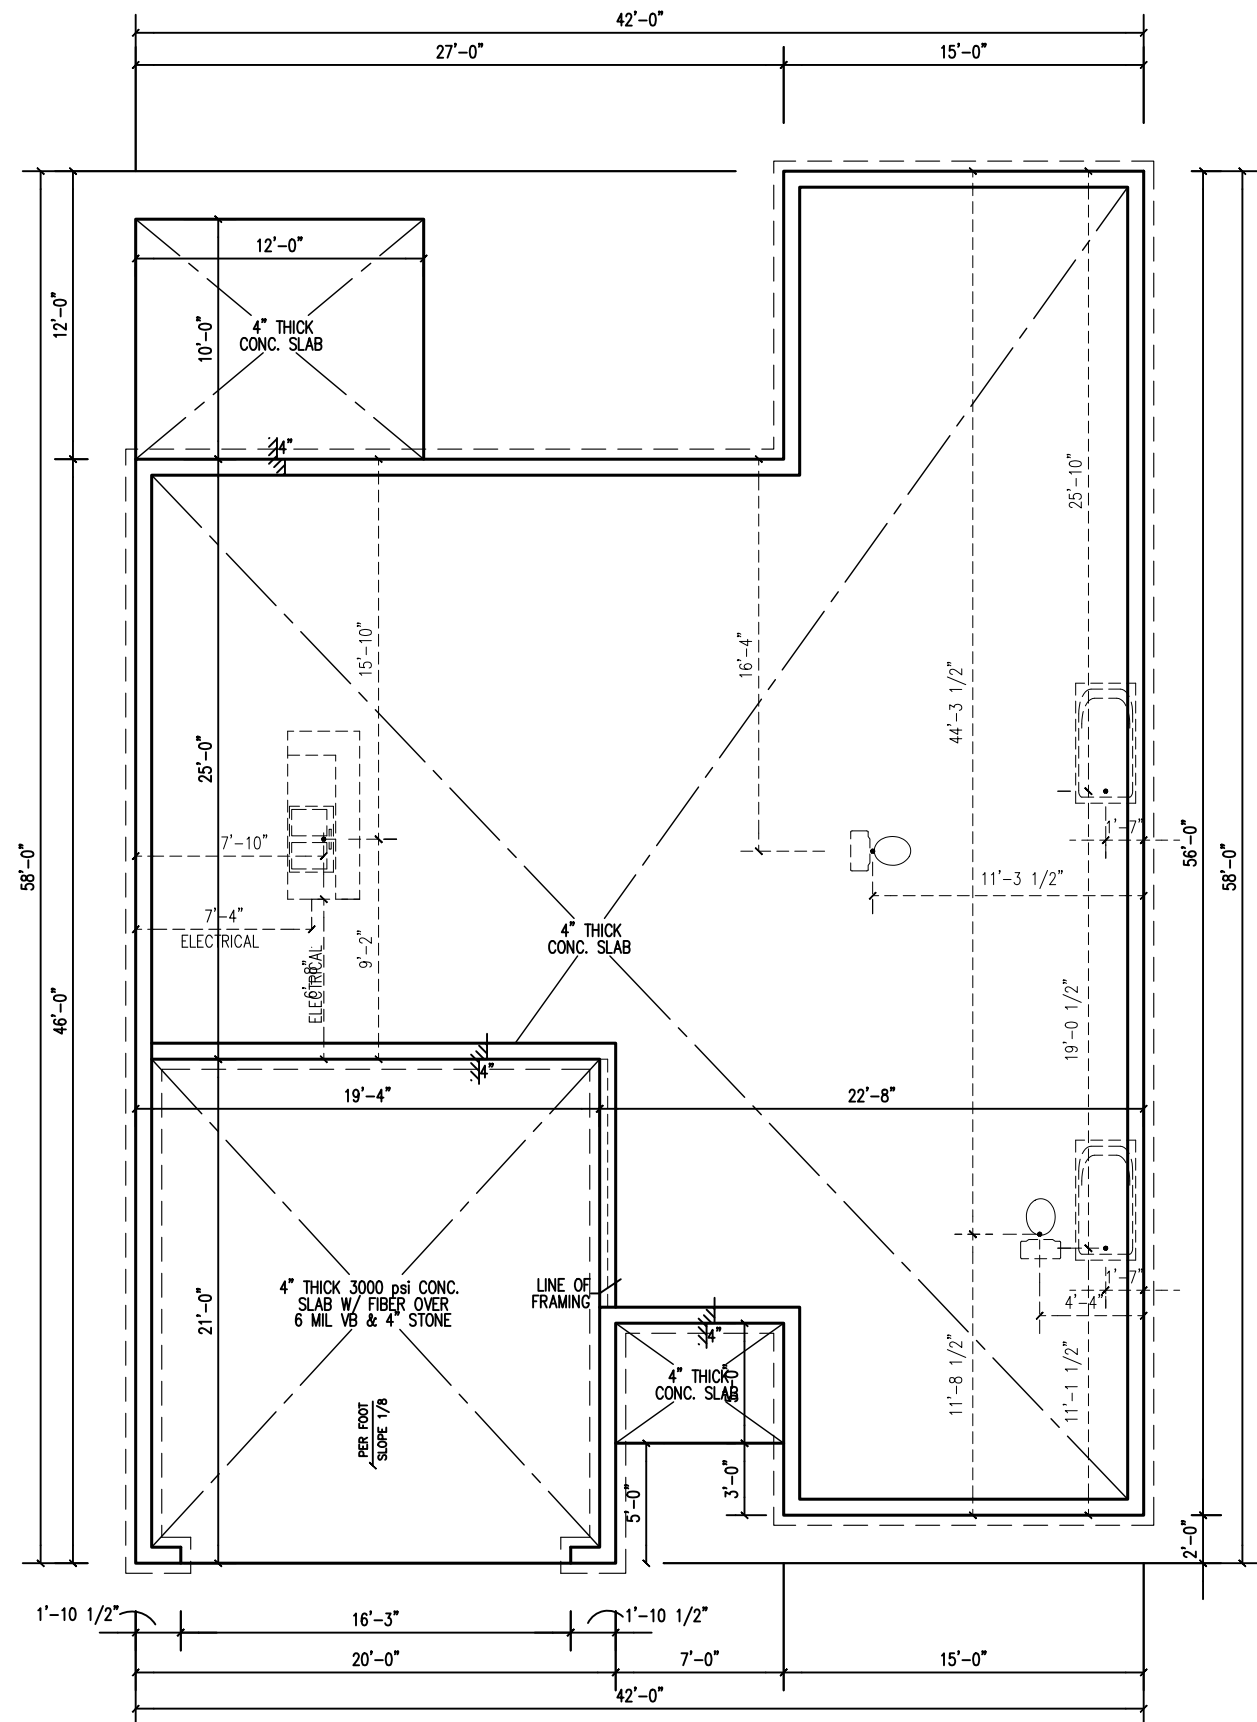 42'-0"
27'-0"
15'-0"
12'-0"
12'-0"
10'-0"
4" THICK
CONC. SLAB
4"
25'-10"
15'-10"
16'-4"
44'-3 1/2"
25'-0"
7'-10"
1'-7"
58'-0"
56'-0"
58'-0"
11'-3 1/2"
7'-4"
ELECTRICAL
9'-2"
6'-8"
ELECTRICAL
4" THICK
CONC. SLAB
46'-0"
19'-0 1/2"
4"
19'-4"
22'-8"
4" THICK 3000 psi CONC.
SLAB W/ FIBER OVER
6 MIL VB & 4" STONE
21'-0"
LINE OF
FRAMING
1'-7"
4'-4"
4"
4" THICK
CONC. SLAB
11'-8 1/2"
11'-1 1/2"
PER FOOT
SLOPE 1/8
3'-0"
5'-0"
2'-0"
1'-10 1/2"
16'-3"
1'-10 1/2"
20'-0"
7'-0"
15'-0"
42'-0"